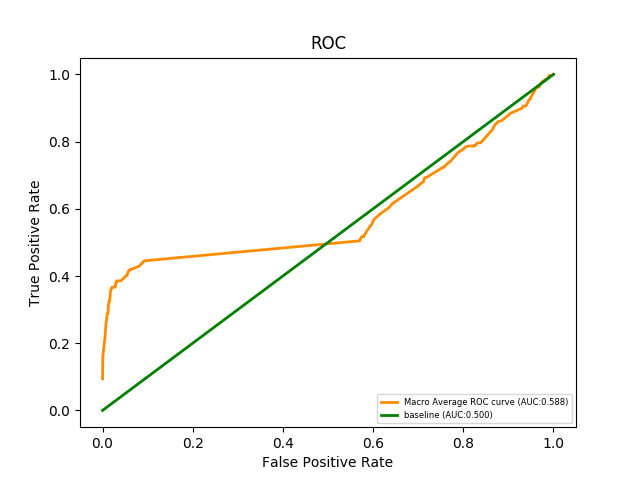 ROC
True Positive Rate
1.0
0.8
0.6
0.4
0.2
0.0
Macro Average ROC curve (AUC:0.588)
baseline (AUC:0.500)
0.0 0.2 0.4 0.6 0.8 1.0
False Positive Rate